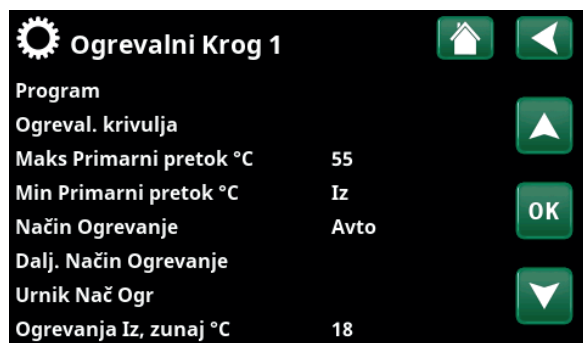 Ogrevalni Krog 1
Program
Ogreval. krivulja
Maks Primarni pretok °C 55
Min Primarni pretok °C Iz
Način Ogrevanje Avto
OK
Dalj. Način Ogrevanje
Urnik Nač Ogr
Ogrevanja Iz, zunaj °C 18